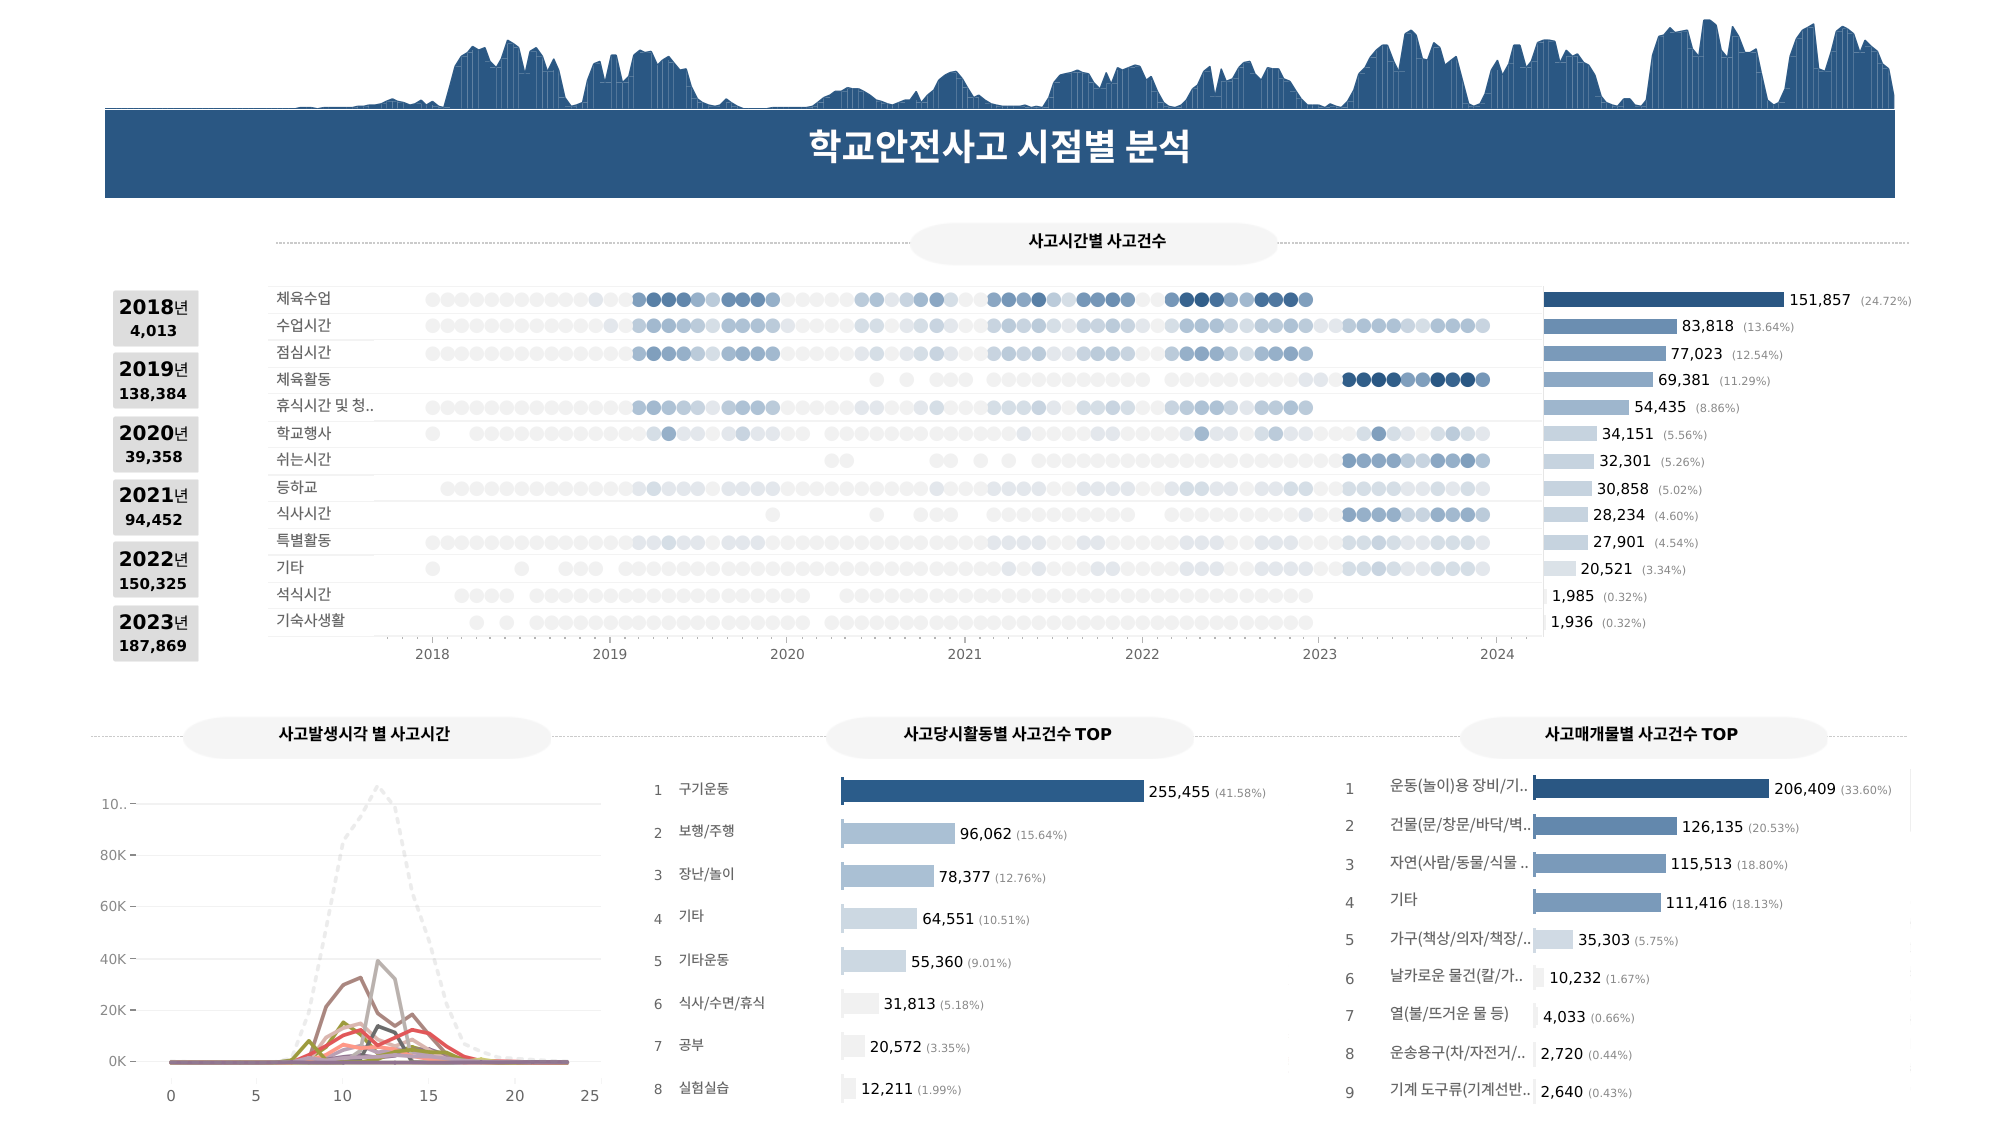 학교안전사고 시점별 분석
사고시간별 사고건수
2018년
4,013
2019년
138,384
2020년
39,358
2021년
94,452
2022년
150,325
2023년
187,869
체육수업 151,857 (24.72%)
수업시간 83,818 (13.64%)
점심시간 77,023 (12.54%)
체육활동 69,381 (11.29%)
휴식시간 및 청.. 54,435 (8.86%)
학교행사 34,151 (5.56%)
쉬는시간 32,301 (5.26%)
등하교 30,858 (5.02%)
식사시간 28,234 (4.60%)
특별활동 27,901 (4.54%)
기타 20,521 (3.34%)
석식시간 1,985 (0.32%)
기숙사생활 1,936 (0.32%)
2018 2019 2020 2021 2022 2023 2024
사고발생시각 별 사고시간
10..
80K
60K
40K
20K
0K
0 5 10 15 20 25
사고당시활동별 사고건수 TOP
1 구기운동 255,455 (41.58%)
2 보행/주행 96,062 (15.64%)
3 장난/놀이 78,377 (12.76%)
4 기타 64,551 (10.51%)
5 기타운동 55,360 (9.01%)
6 식사/수면/휴식 31,813 (5.18%)
7 공부 20,572 (3.35%)
8 실험실습 12,211 (1.99%)
사고매개물별 사고건수 TOP
1 운동(놀이)용 장비/기.. 206,409 (33.60%)
2 건물(문/창문/바닥/벽.. 126,135 (20.53%)
3 자연(사람/동물/식물 .. 115,513 (18.80%)
4 기타 111,416 (18.13%)
5 가구(책상/의자/책장/.. 35,303 (5.75%)
6 날카로운 물건(칼/가.. 10,232 (1.67%)
7 열(불/뜨거운 물 등) 4,033 (0.66%)
8 운송용구(차/자전거/.. 2,720 (0.44%)
9 기계 도구류(기계선반.. 2,640 (0.43%)